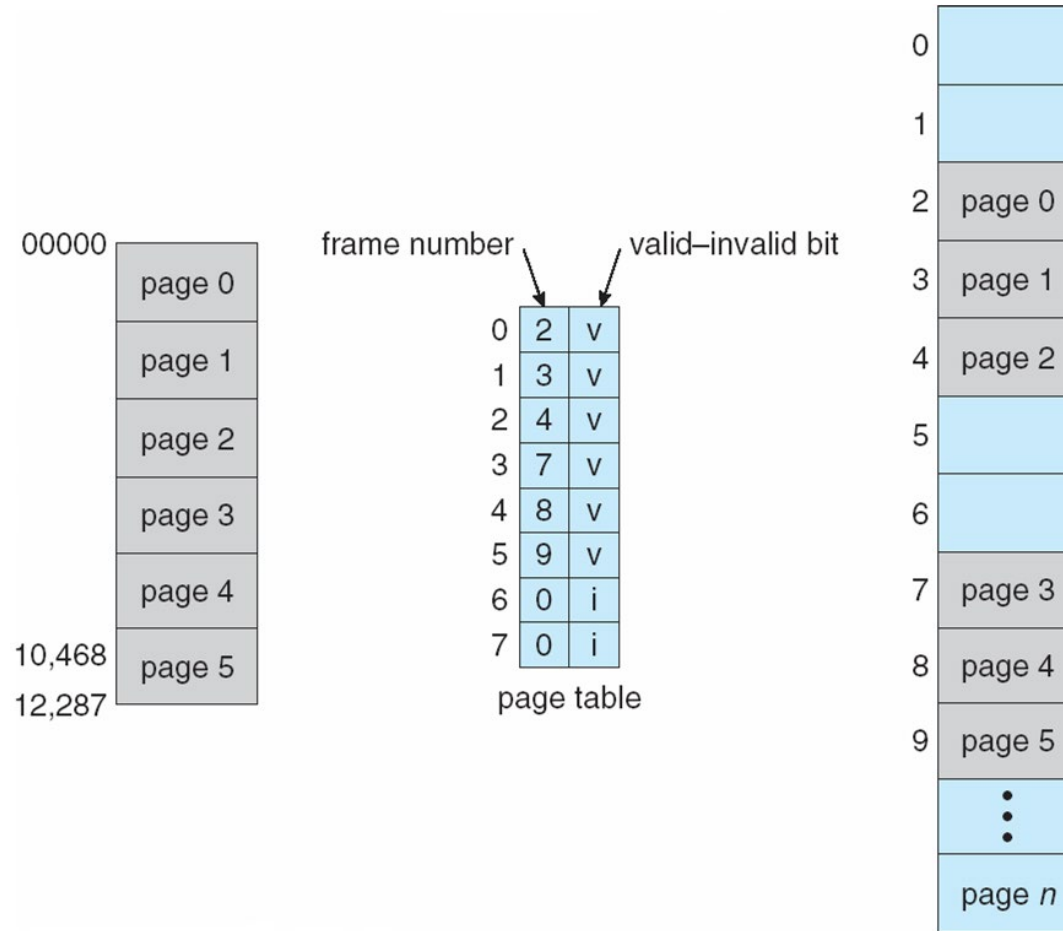 00000
page 0
page 1
page 2
page 3
page 4
10,468
page 5
12,287
frame number
valid–invalid bit
0 2 v
1 3 v
2 4 v
3 7 v
4 8 v
5 9 v
6 0 i
7 0 i
page table
0
1
2 page 0
3 page 1
4 page 2
5
6
7 page 3
8 page 4
9 page 5
page n